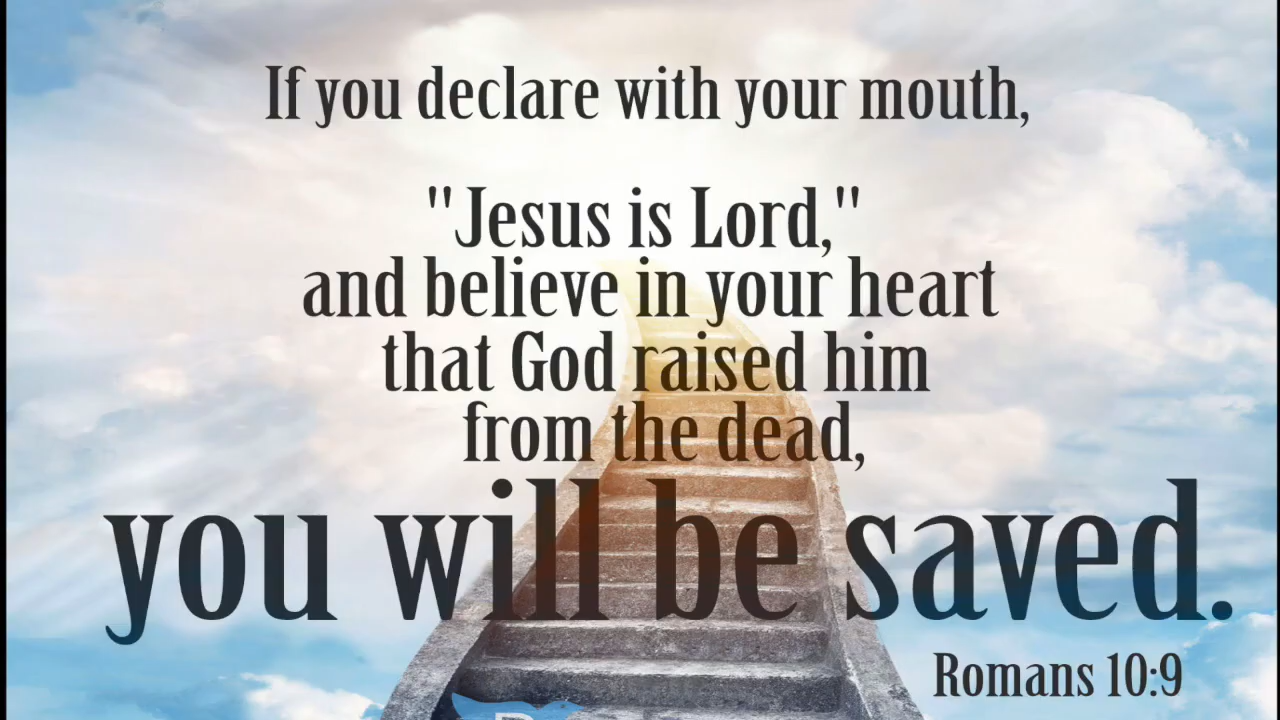 If you declare with your mouth,
"Jesus is Lord,"
and believe in your heart
that God raised him
from the dead,
you will be saved.
Romans 10:9